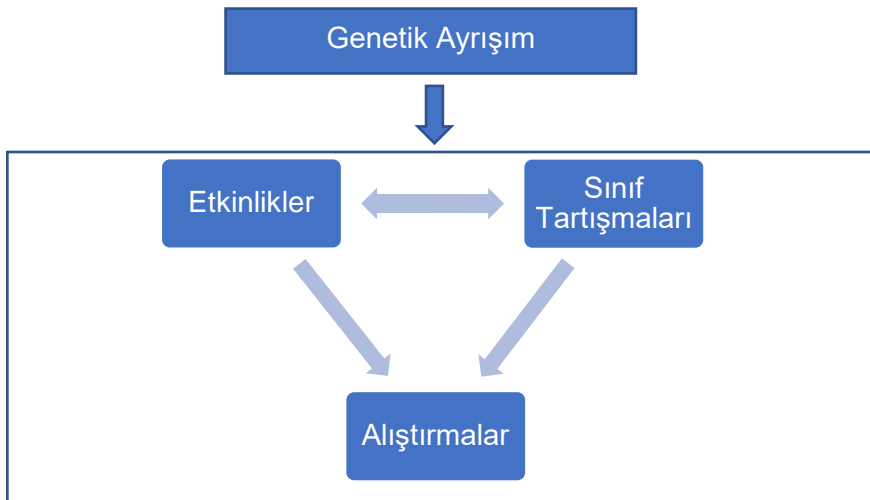 Genetik Ayrışım
Etkinlikler
Sınıf
Tartışmaları
Alıştırmalar